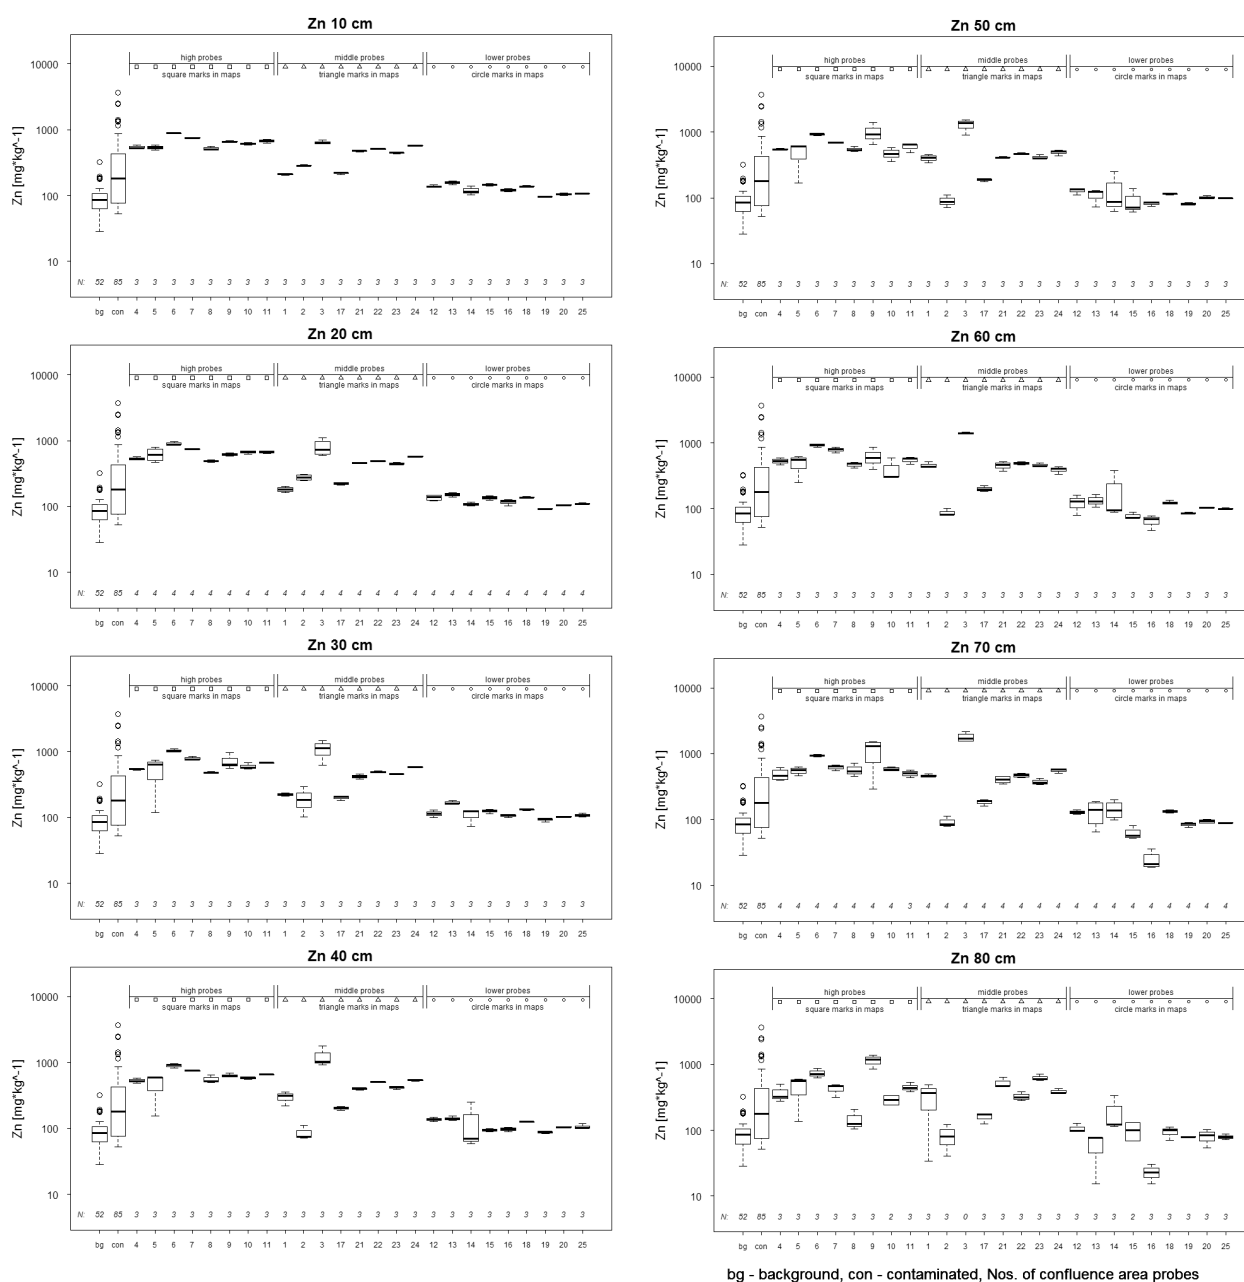 Zn 10 cm
high probes middle probes lower probes
square marks in maps triangle marks in maps circle marks in maps
Zn [mg*kg^-1]
10000
1000
100
10
N: 52 85 3 3 3 3 3 3 3 3 3 3 3 3 3 3 3 3 3 3 3 3 3 3 3 3 3
bg con 4 5 6 7 8 9 10 11 1 2 3 17 21 22 23 24 12 13 14 15 16 18 19 20 25
Zn 20 cm
high probes middle probes lower probes
square marks in maps triangle marks in maps circle marks in maps
Zn [mg*kg^-1]
10000
1000
100
10
N: 52 85 4 4 4 4 4 4 4 4 4 4 4 4 4 4 4 4 4 4 4 4 4 4 4 4 4
bg con 4 5 6 7 8 9 10 11 1 2 3 17 21 22 23 24 12 13 14 15 16 18 19 20 25
Zn 30 cm
high probes middle probes lower probes
square marks in maps triangle marks in maps circle marks in maps
Zn [mg*kg^-1]
10000
1000
100
10
N: 52 85 3 3 3 3 3 3 3 3 3 3 3 3 3 3 3 3 3 3 3 3 3 3 3 3 3
bg con 4 5 6 7 8 9 10 11 1 2 3 17 21 22 23 24 12 13 14 15 16 18 19 20 25
Zn 40 cm
high probes middle probes lower probes
square marks in maps triangle marks in maps circle marks in maps
Zn [mg*kg^-1]
10000
1000
100
10
N: 52 85 3 3 3 3 3 3 3 3 3 3 3 3 3 3 3 3 3 3 3 3 3 3 3 3 3
bg con 4 5 6 7 8 9 10 11 1 2 3 17 21 22 23 24 12 13 14 15 16 18 19 20 25
Zn 50 cm
high probes middle probes lower probes
square marks in maps triangle marks in maps circle marks in maps
Zn [mg*kg^-1]
10000
1000
100
10
N: 52 85 3 3 3 3 3 3 3 3 3 3 3 3 3 3 3 3 3 3 3 3 3 3 3 3 3
bg con 4 5 6 7 8 9 10 11 1 2 3 17 21 22 23 24 12 13 14 15 16 18 19 20 25
Zn 60 cm
high probes middle probes lower probes
square marks in maps triangle marks in maps circle marks in maps
Zn [mg*kg^-1]
10000
1000
100
10
N: 52 85 3 3 3 3 3 3 3 3 3 3 3 3 3 3 3 3 3 3 3 3 3 3 3 3 3
bg con 4 5 6 7 8 9 10 11 1 2 3 17 21 22 23 24 12 13 14 15 16 18 19 20 25
Zn 70 cm
high probes middle probes lower probes
square marks in maps triangle marks in maps circle marks in maps
Zn [mg*kg^-1]
10000
1000
100
10
N: 52 85 4 4 4 4 4 4 4 3 4 4 4 4 4 4 4 4 4 4 4 4 4 4 4 4 4
bg con 4 5 6 7 8 9 10 11 1 2 3 17 21 22 23 24 12 13 14 15 16 18 19 20 25
Zn 80 cm
high probes middle probes lower probes
square marks in maps triangle marks in maps circle marks in maps
Zn [mg*kg^-1]
10000
1000
100
10
N: 52 85 3 3 3 3 3 3 2 3 3 3 0 3 3 3 3 3 3 3 3 2 3 3 3 3 3
bg con 4 5 6 7 8 9 10 11 1 2 3 17 21 22 23 24 12 13 14 15 16 18 19 20 25
bg - background, con - contaminated, Nos. of confluence area probes